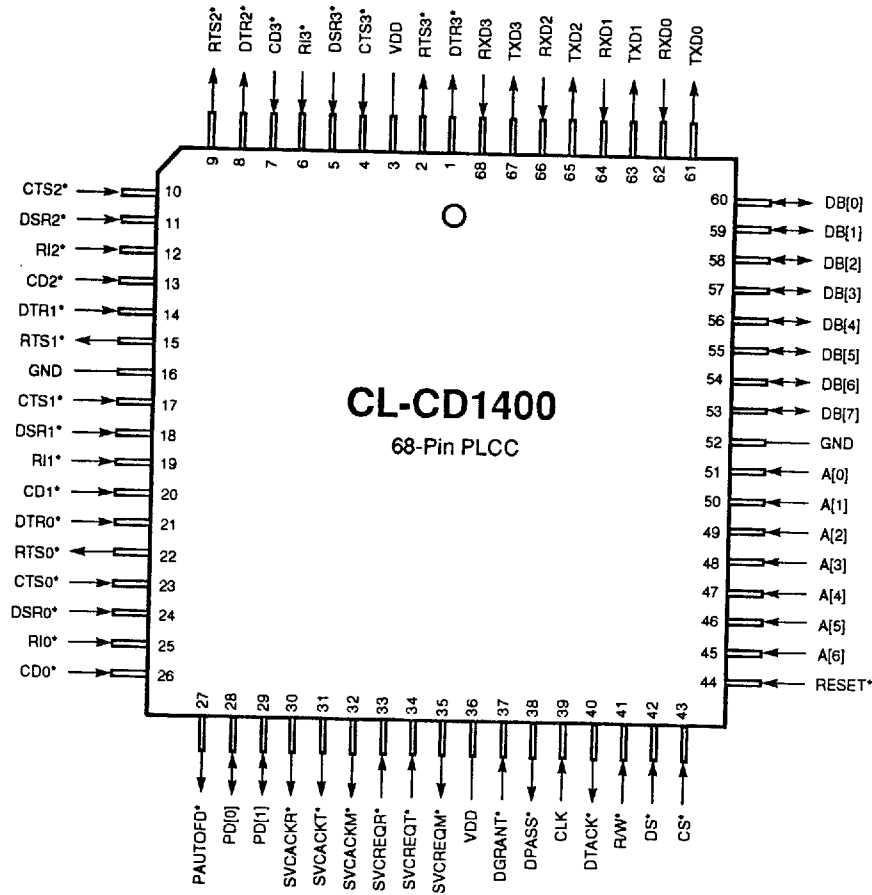 RTS2* DTR2* CD3* RI3* DSR3* CTS3* VDD RTS3* DTR3* RXD3 TXD3 RXD2 TXD2 RXD1 TXD1 RXD0 TXD0
9 8 7 6 5 4 3 2 1 68 67 66 65 64 63 62 61
CTS2* 10
DSR2* 11
RI2* 12
CD2* 13
DTR1* 14
RTS1* 15
GND 16
CTS1* 17
DSR1* 18
RI1* 19
CD1* 20
DTR0* 21
RTS0* 22
CTS0* 23
DSR0* 24
RI0* 25
CD0* 26
CL-CD1400
68-Pin PLCC
60 DB[0]
59 DB[1]
58 DB[2]
57 DB[3]
56 DB[4]
55 DB[5]
54 DB[6]
53 DB[7]
52 GND
51 A[0]
50 A[1]
49 A[2]
48 A[3]
47 A[4]
46 A[5]
45 A[6]
44 RESET*
27 28 29 30 31 32 33 34 35 36 37 38 39 40 41 42 43
PAUTOFD* PD[0] PD[1] SVCACKR* SVCACKT* SVCACKM* SVCREQR* SVCREQT* SVCREQM* VDD DGRANT* DPASS* CLK DTACK* R/W* DS* CS*